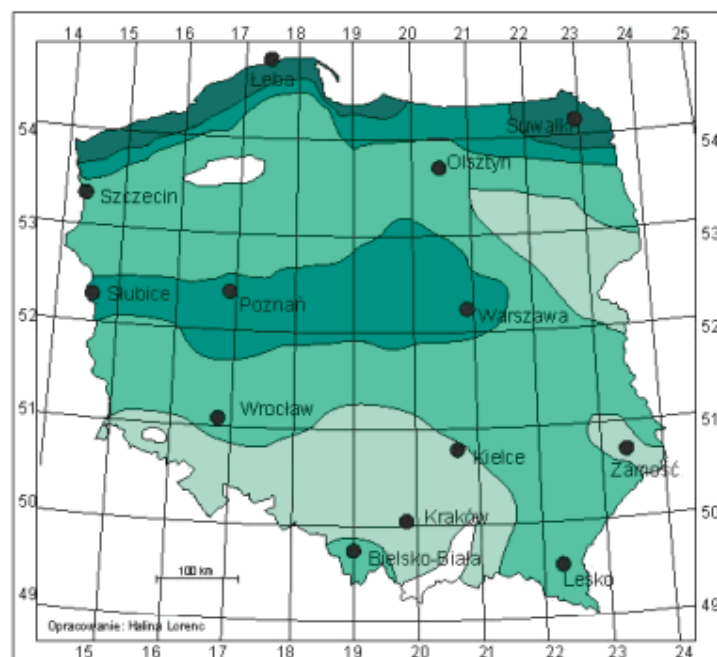 14 15 16 17 18 19 20 21 22 23 24 25
Łeba
54
Suwałki
54
Olsztyn
Szczecin
53
53
Słubice
Poznań
52
Warszawa
52
51
Wrocław
51
Kielce
Zamość
50
Kraków
50
Bielsko-Biała
Lesko
100 km
49
49
Opracowanie: Halina Lorenc
15 16 17 18 19 20 21 22 23 24